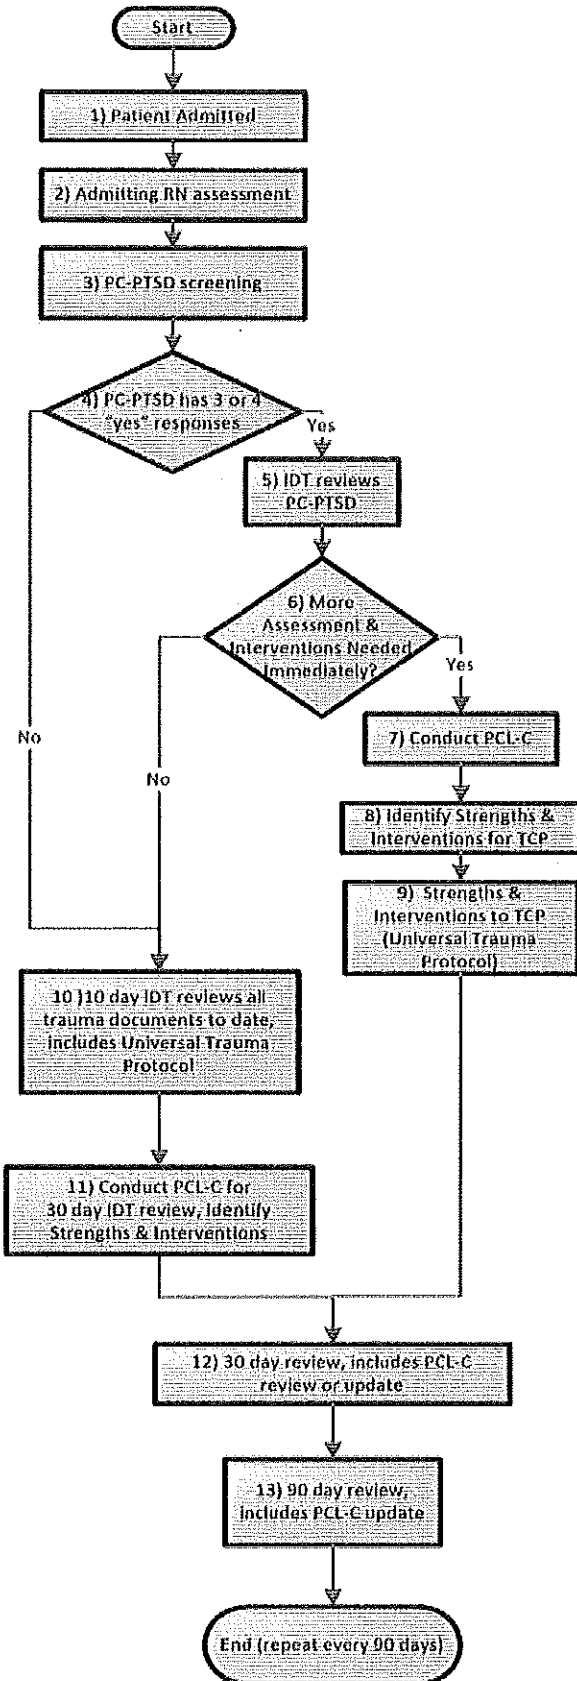 Start
1) Patient Admitted
2) Admitting RN assessment
3) PC-PTSD screening
4) PC-PTSD has 3 or 4
"yes" responses
Yes
5) IDT reviews
PC-PTSD
6) More
Assessment &
Interventions Needed
Immediately?
Yes
No
7) Conduct PCL-C
No
8) Identify Strengths &
Interventions for TCP
9) Strengths &
Interventions to TCP
(Universal Trauma
Protocol)
10 )10 day IDT reviews all
trauma documents to date,
includes Universal Trauma
Protocol
11) Conduct PCL-C for
30 day IDT review, Identify
Strengths & Interventions
12) 30 day review, includes PCL-C
review or update
13) 90 day review,
includes PCL-C update
End (repeat every 90 days)